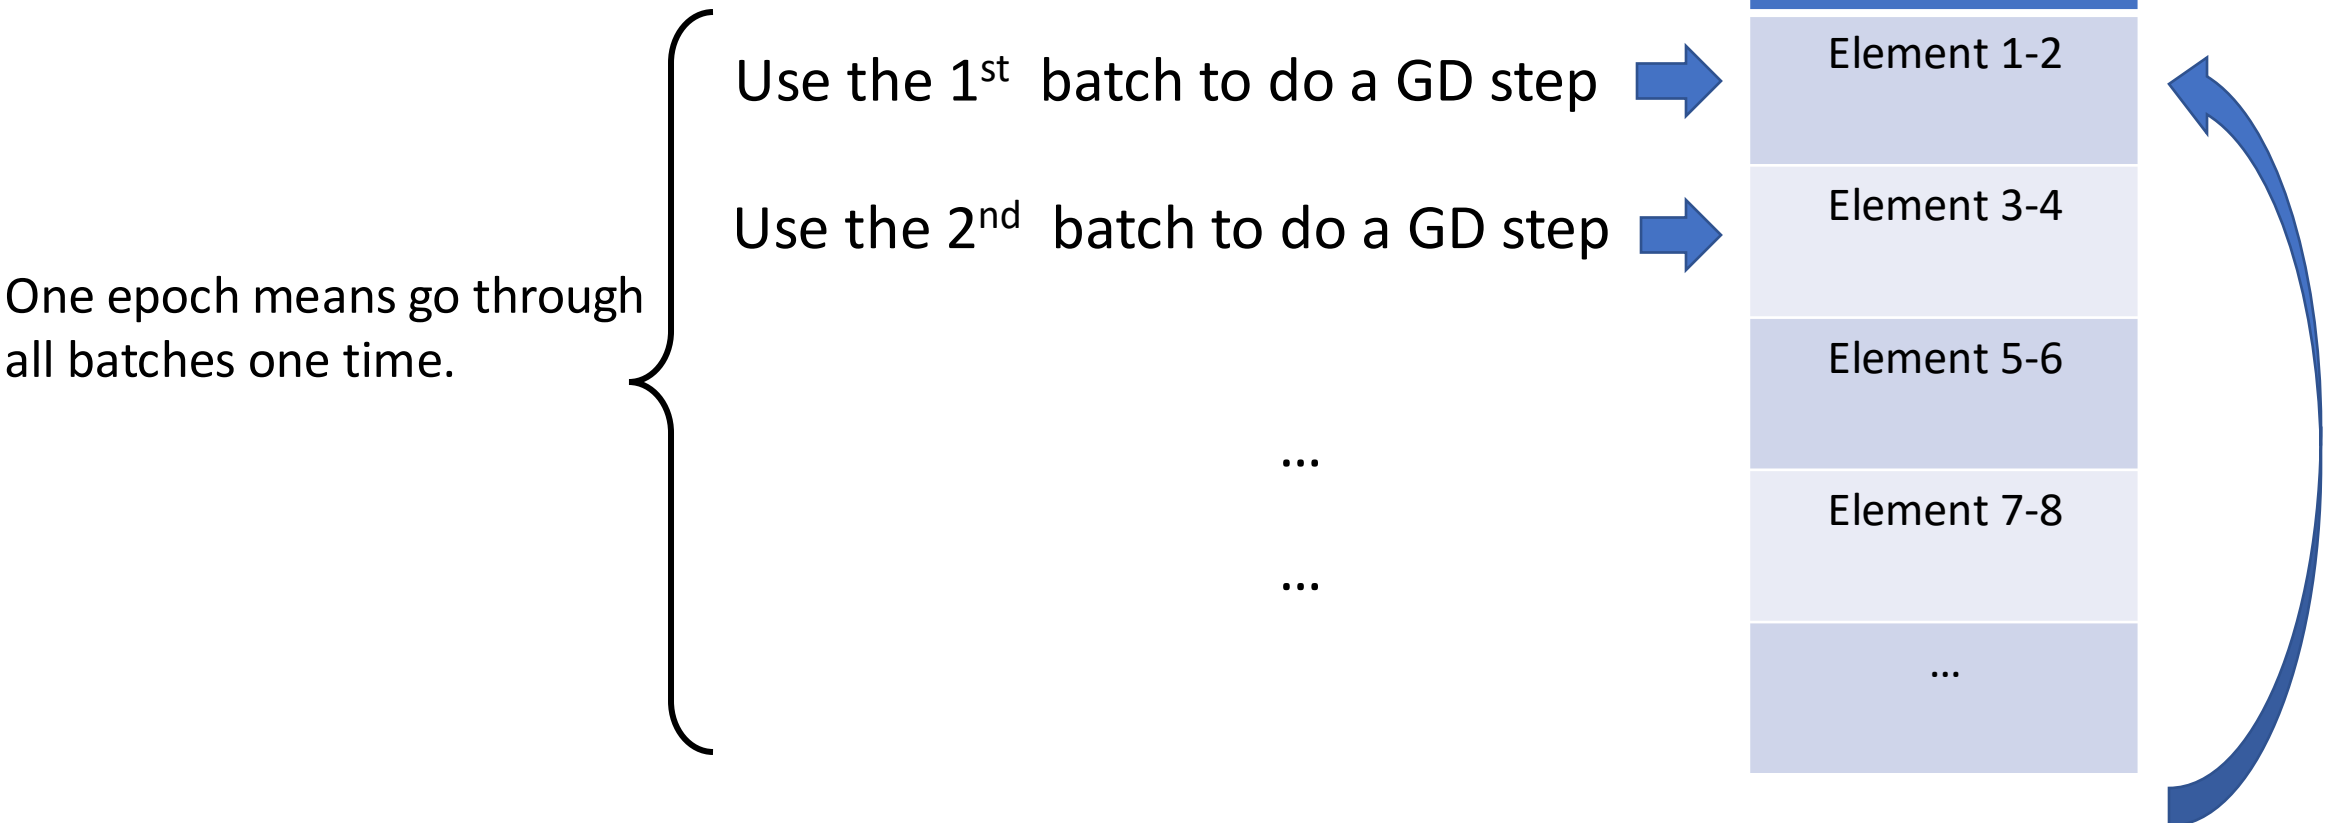 Use the 1st batch to do a GD step
Element 1-2
Use the 2nd batch to do a GD step
Element 3-4
One epoch means go through
all batches one time.
Element 5-6
...
Element 7-8
...
...